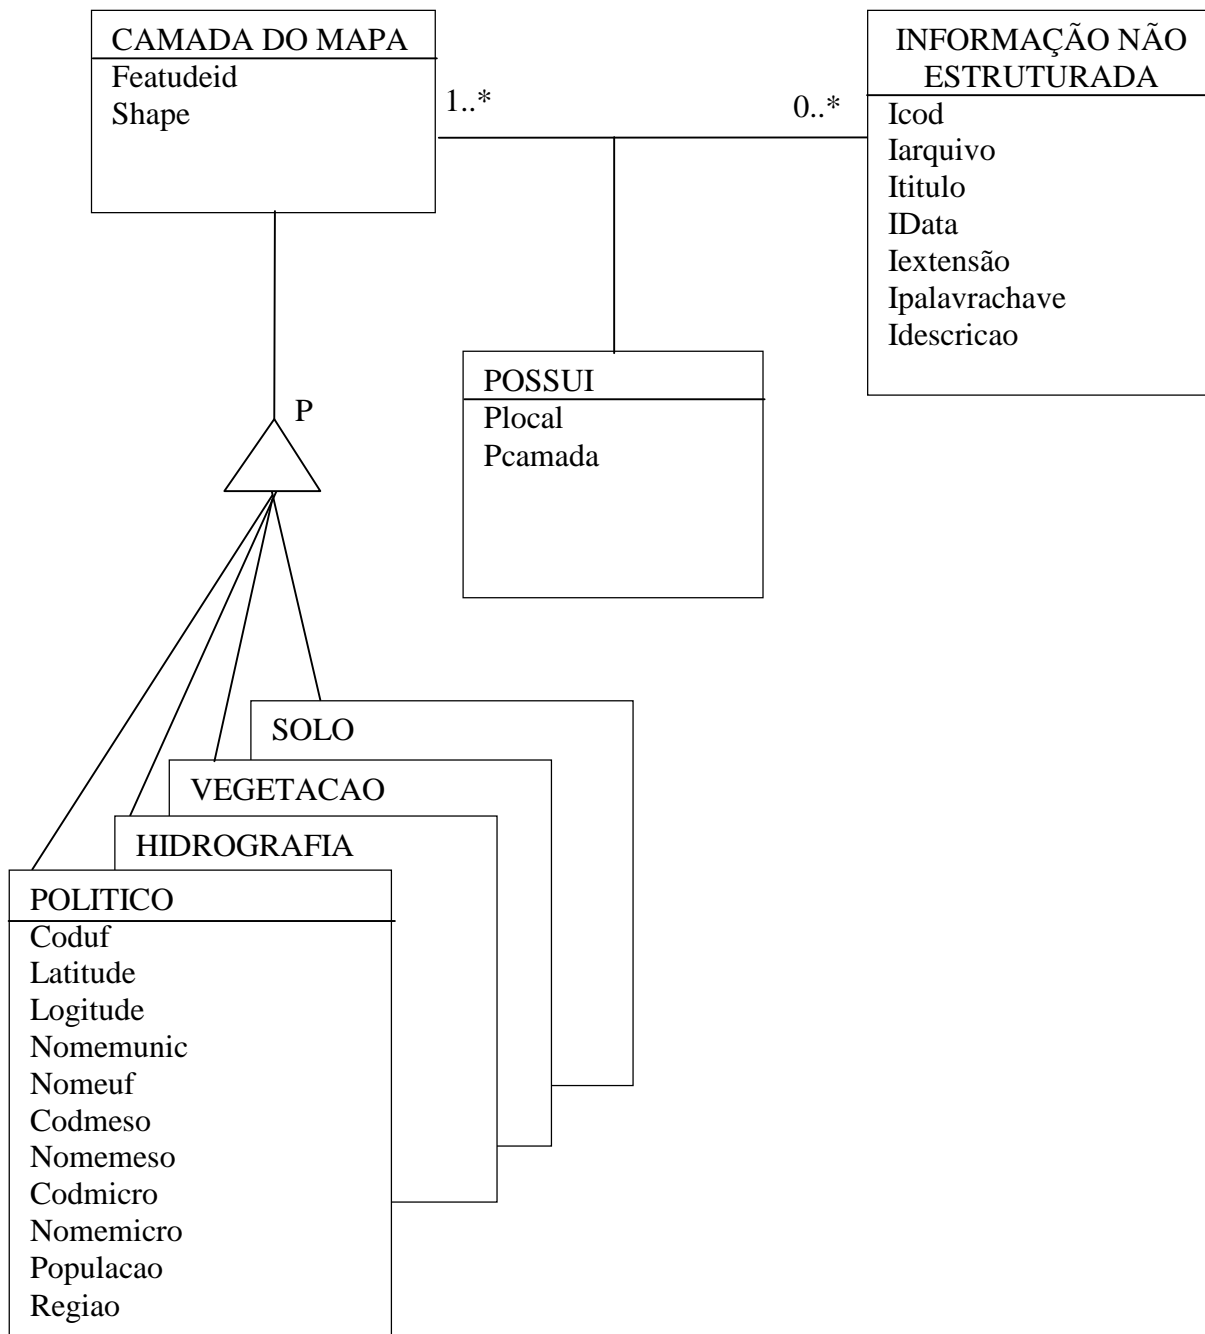 CAMADA DO MAPA
Featudeid
Shape
1..*
0..*
INFORMAÇÃO NÃO
ESTRUTURADA
Icod
Iarquivo
Ititulo
IData
Iextensão
Ipalavrachave
Idescricao
POSSUI
Plocal
Pcamada
P
SOLO
VEGETACAO
HIDROGRAFIA
POLITICO
Coduf
Latitude
Logitude
Nomemunic
Nomeuf
Codmeso
Nomemeso
Codmicro
Nomemicro
Populacao
Regiao